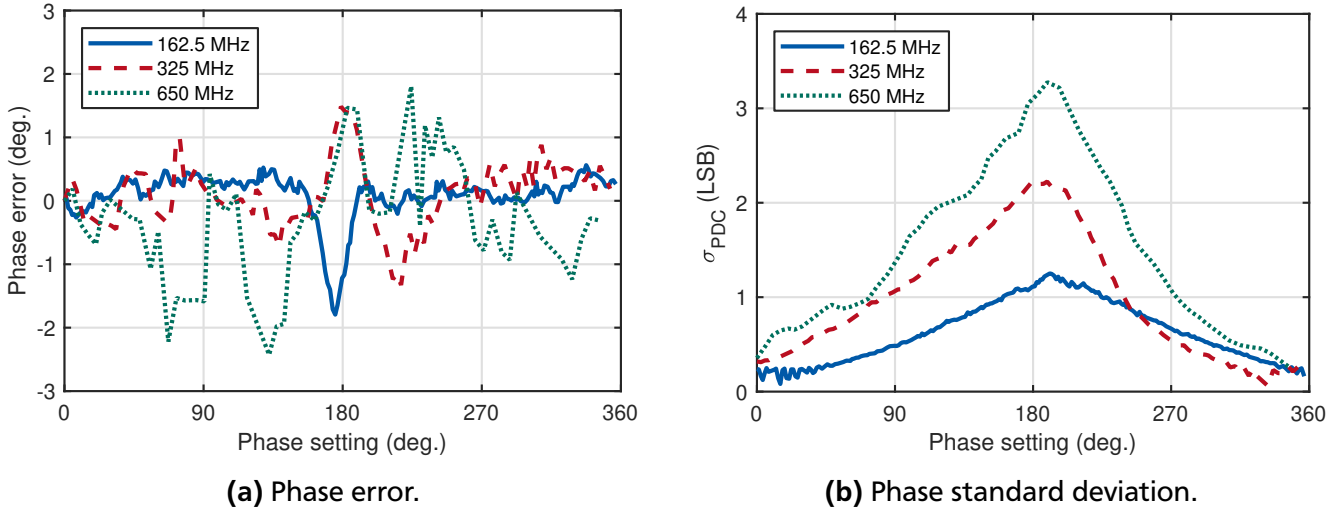 3
2
1
0
-1
-2
-3
Phase error (deg.)
162.5 MHz
325 MHz
650 MHz
0 90 180 270 360
Phase setting (deg.)
(a) Phase error.
4
3
2
1
0
σPDC (LSB)
162.5 MHz
325 MHz
650 MHz
0 90 180 270 360
Phase setting (deg.)
(b) Phase standard deviation.